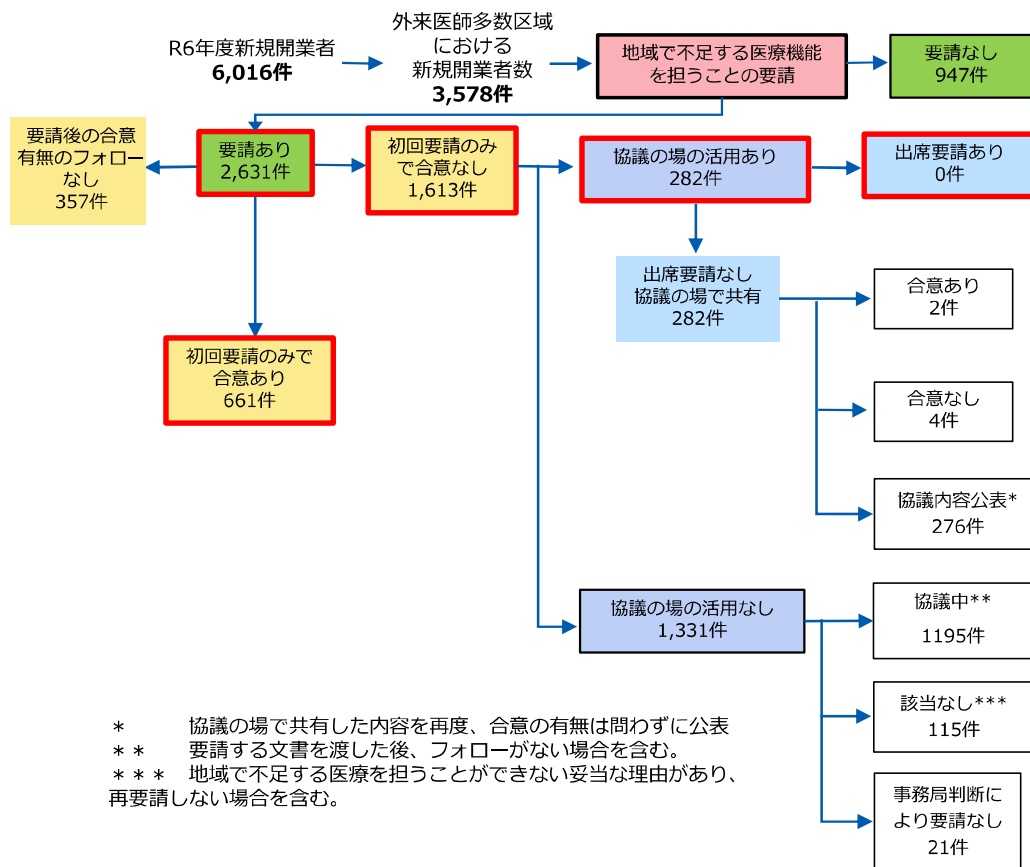 R6年度新規開業者
6,016件
外来医師多数区域
における
新規開業者数
3,578件
地域で不足する医療機能
を担うことの要請
要請なし
947件
要請後の合意
有無のフォロー
なし
357件
要請あり
2,631件
初回要請のみ
で合意なし
1,613件
協議の場の活用あり
282件
出席要請あり
0件
出席要請なし
協議の場で共有
282件
合意あり
2件
初回要請のみで
合意あり
661件
合意なし
4件
協議内容公表*
276件
協議の場の活用なし
1,331件
協議中**
1195件
該当なし***
115件
事務局判断に
より要請なし
21件
* 協議の場で共有した内容を再度、合意の有無は問わずに公表
** 要請する文書を渡した後、フォローがない場合を含む。
*** 地域で不足する医療を担うことができない妥当な理由があり、
再要請しない場合を含む。